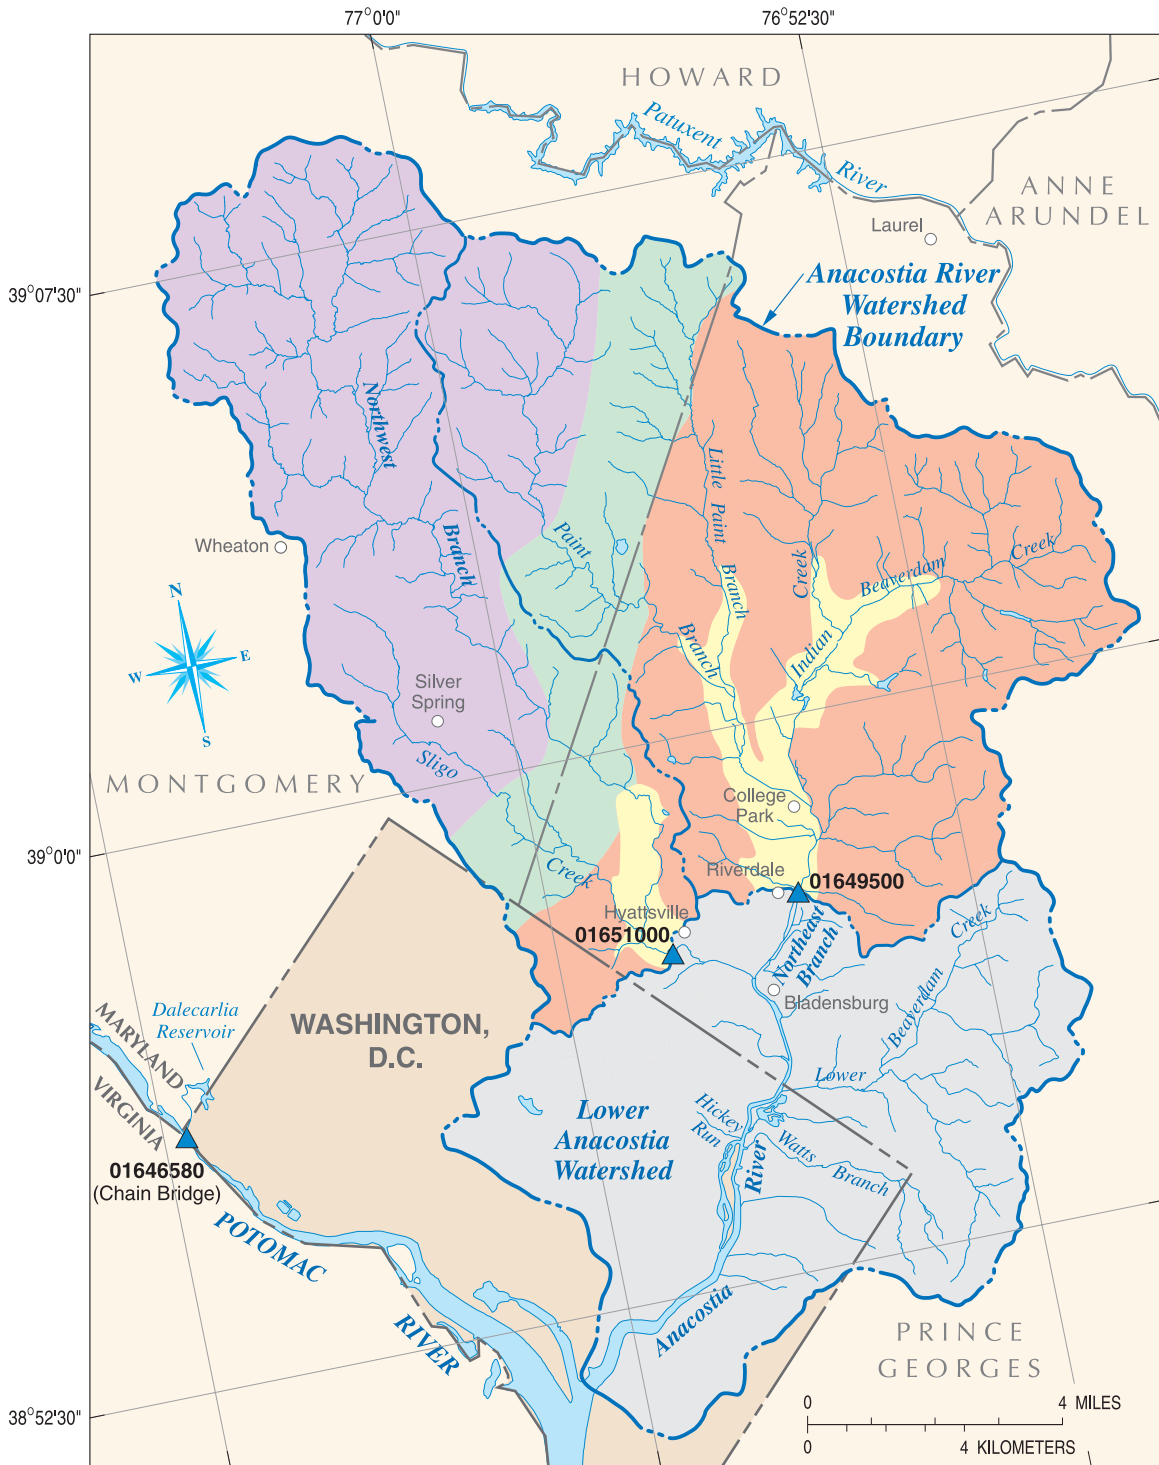 77°0'0"
76°52'30"
HOWARD
Patuxent
River
ANNE
ARUNDEL
Laurel
Anacostia River
Watershed
Boundary
39°07'30"
Northwest
Branch
Little Paint
Branch
Paint
Branch
Creek
Indian
Beaverdam
Creek
Wheaton
N
W
E
S
Silver
Spring
Sligo
Creek
MONTGOMERY
College
Park
39°0'0"
Riverdale
01649500
Hyattsville
01651000
Northeast
Branch
Creek
Beaverdam
Lower
Bladensburg
Dalecarlia
Reservoir
WASHINGTON,
D.C.
MARYLAND
VIRGINIA
Lower
Anacostia
Watershed
Hickey
Run
Watts
Branch
River
Anacostia
01646580
(Chain Bridge)
POTOMAC
RIVER
PRINCE
GEORGES
38°52'30"
0 4 MILES
0 4 KILOMETERS